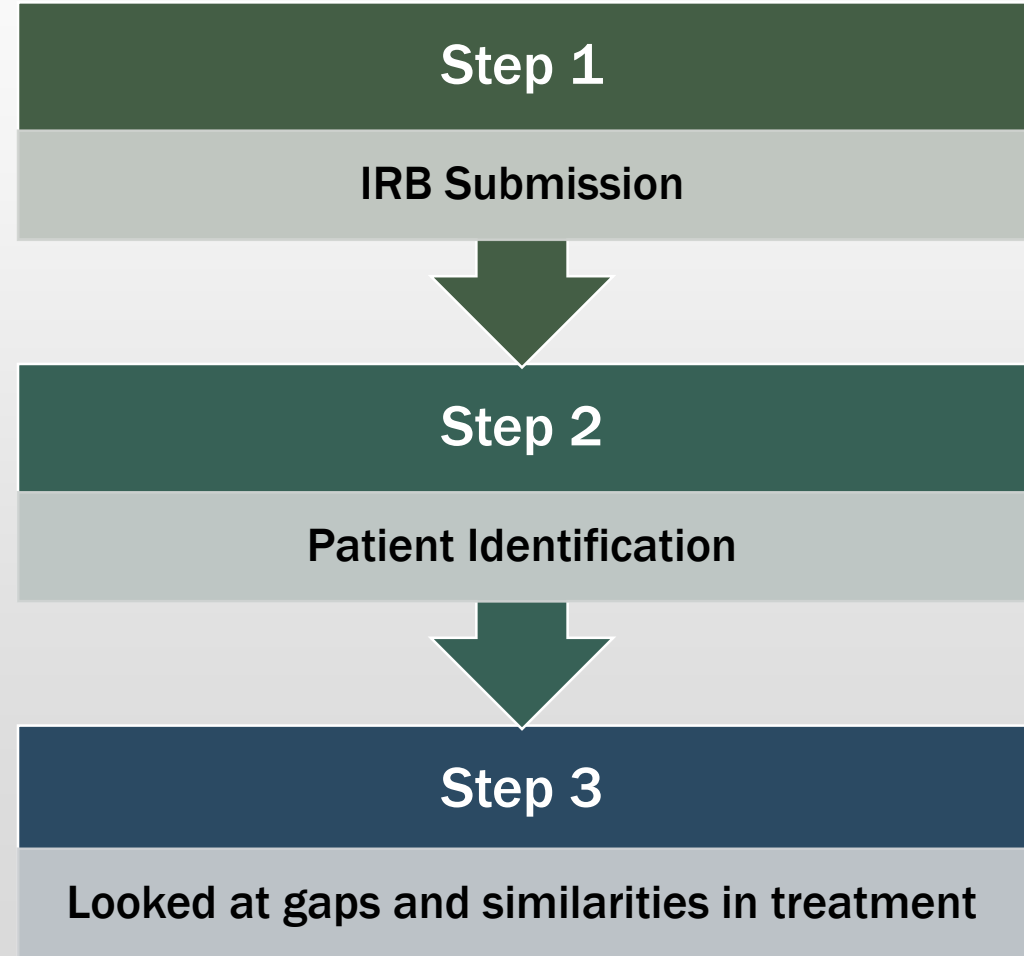 Step 1
IRB Submission
Step 2
Patient Identification
Step 3
Looked at gaps and similarities in treatment